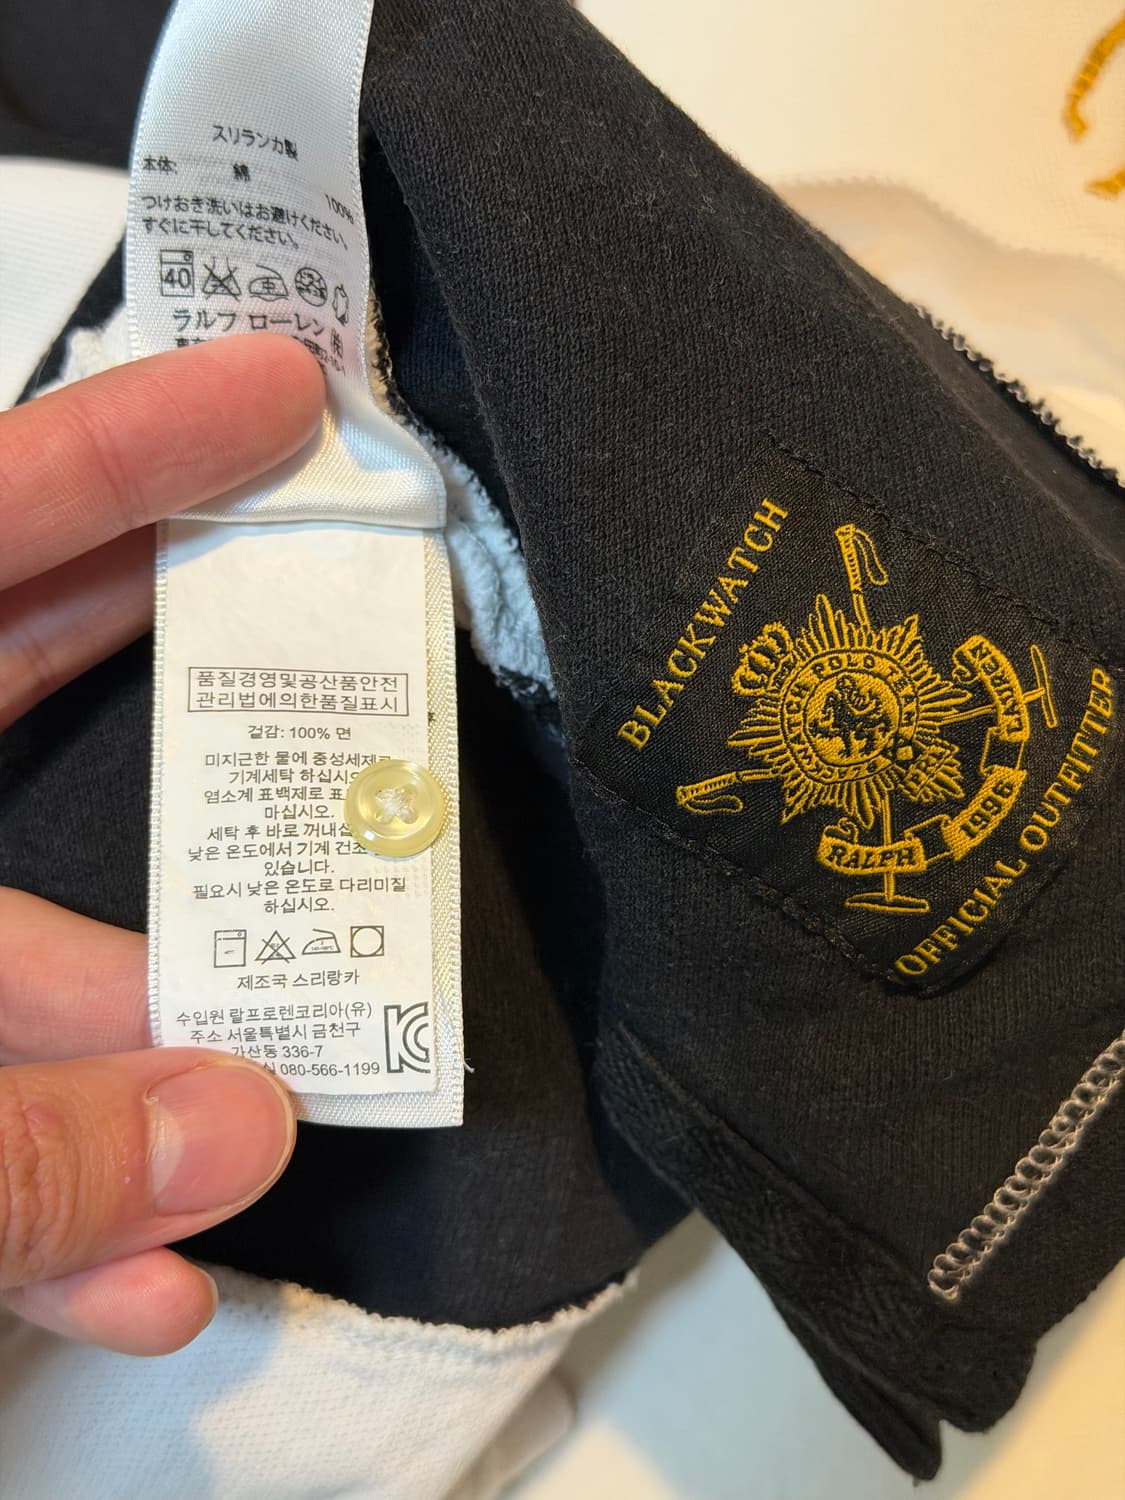 スリランカ製
本体: 綿 100%
つけおき洗いはお避けください。
すぐに干してください。
40
ラルフ ローレン ㈱
품질경영및공산품안전
관리법에의한품질표시
겉감: 100% 면
미지근한 물에 중성세제로
기계세탁 하십시오
염소계 표백제로 표
마십시오.
세탁 후 바로 꺼내십
낮은 온도에서 기계 건조
있습니다.
필요시 낮은 온도로 다리미질
하십시오.
제조국 스리랑카
수입원 랄프로렌코리아(유)
주소 서울특별시 금천구
가산동 336-7
실 080-566-1199
BLACKWATCH
POLO TEAM
BLACKWATCH
PRL
RALPH
1996
LAUREN
OFFICIAL OUTFITTER